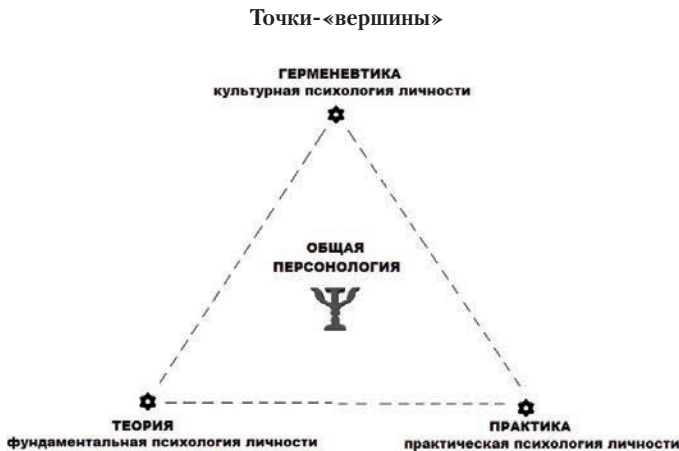 Точки-«вершины»
ГЕРМЕНЕВТИКА
культурная психология личности
ОБЩАЯ
ПЕРСОНОЛОГИЯ
Ψ
ТЕОРИЯ
фундаментальная психология личности
ПРАКТИКА
практическая психология личности